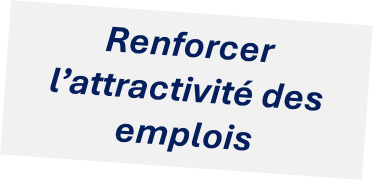 Renforcer
l’attractivité des
emplois